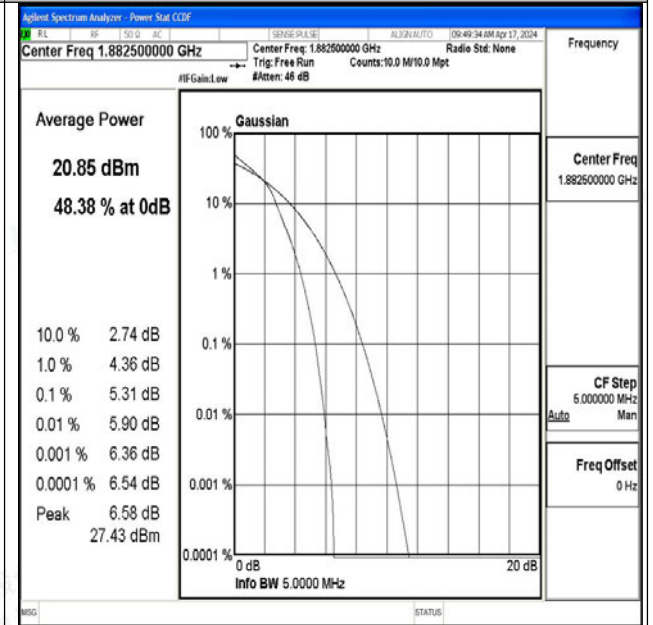 Agilent Spectrum Analyzer - Power Stat CCDF
RL RF 50 Ω AC SENSE:PULSE ALIGN AUTO 09:49:34 AM Apr 17, 2024
Center Freq 1.882500000 GHz
Center Freq: 1.882500000 GHz Radio Std: None
Trig: Free Run Counts:10.0 M/10.0 Mpt
#IFGain:Low #Atten: 46 dB
Frequency
Average Power
20.85 dBm
48.38 % at 0dB
10.0 % 2.74 dB
1.0 % 4.36 dB
0.1 % 5.31 dB
0.01 % 5.90 dB
0.001 % 6.36 dB
0.0001 % 6.54 dB
Peak 6.58 dB
27.43 dBm
Gaussian
100 %
10 %
1 %
0.1 %
0.01 %
0.001 %
0.0001 %
0 dB 20 dB
Info BW 5.0000 MHz
Center Freq
1.882500000 GHz
CF Step
5.000000 MHz
Auto Man
Freq Offset
0 Hz
MSG STATUS